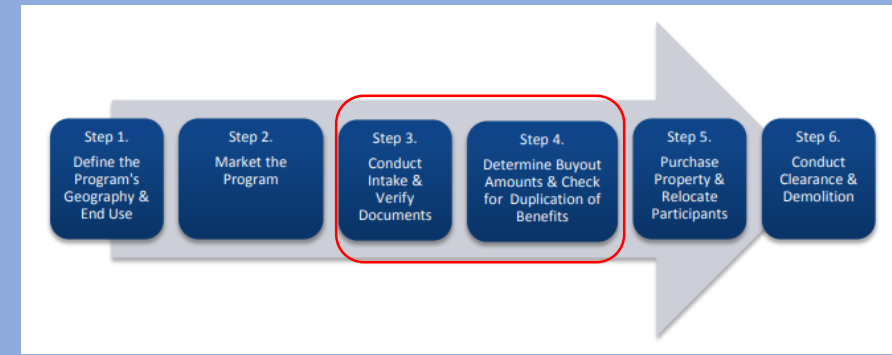 Step 1.
Define the
Program's
Geography &
End Use
Step 2.
Market the
Program
Step 3.
Conduct
Intake &
Verify
Documents
Step 4.
Determine Buyout
Amounts & Check
for Duplication of
Benefits
Step 5.
Purchase
Property &
Relocate
Participants
Step 6.
Conduct
Clearance &
Demolition